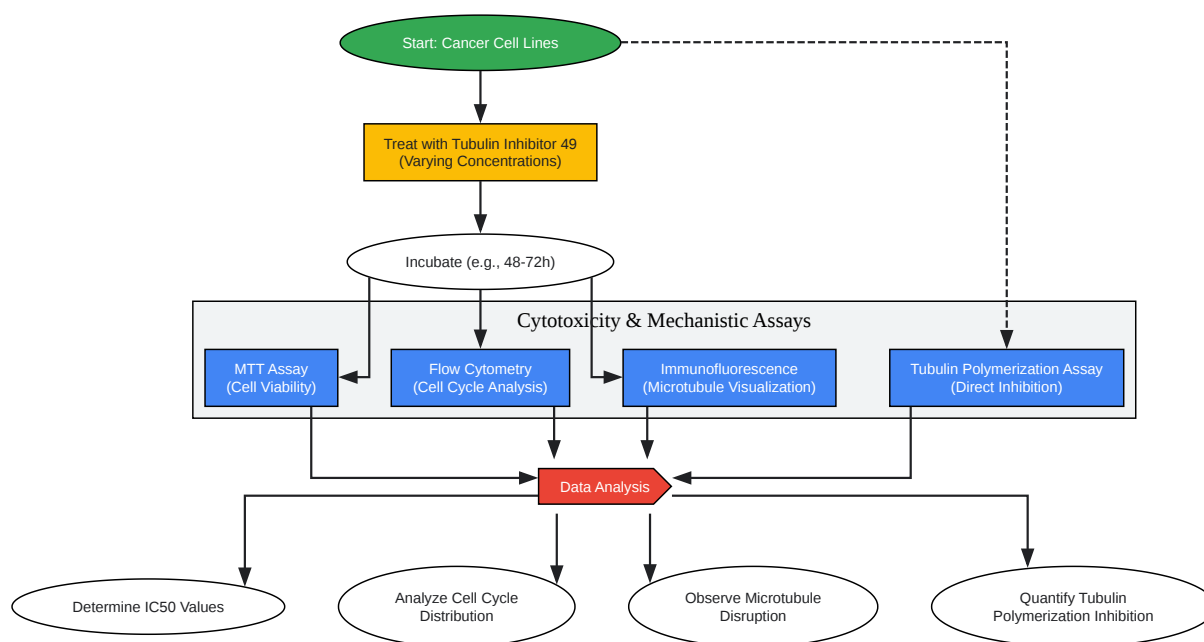 Start: Cancer Cell Lines
Treat with Tubulin Inhibitor 49
(Varying Concentrations)
Incubate (e.g., 48-72h)
Cytotoxicity & Mechanistic Assays
MTT Assay
(Cell Viability)
Flow Cytometry
(Cell Cycle Analysis)
Immunofluorescence
(Microtubule Visualization)
Tubulin Polymerization Assay
(Direct Inhibition)
Data Analysis
Determine IC50 Values
Analyze Cell Cycle
Distribution
Observe Microtubule
Disruption
Quantify Tubulin
Polymerization Inhibition